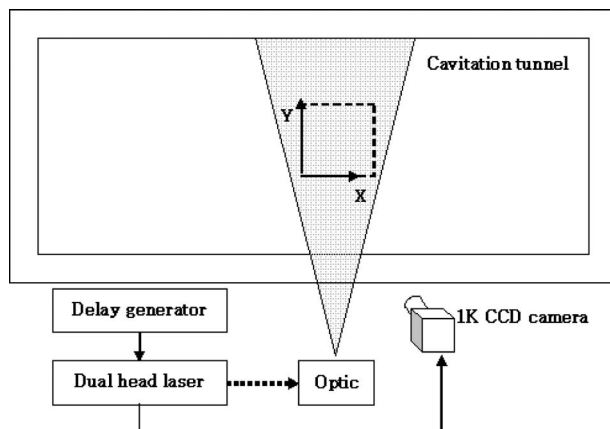 Cavitation tunnel
Y
X
Delay generator
1K CCD camera
Dual head laser
Optic